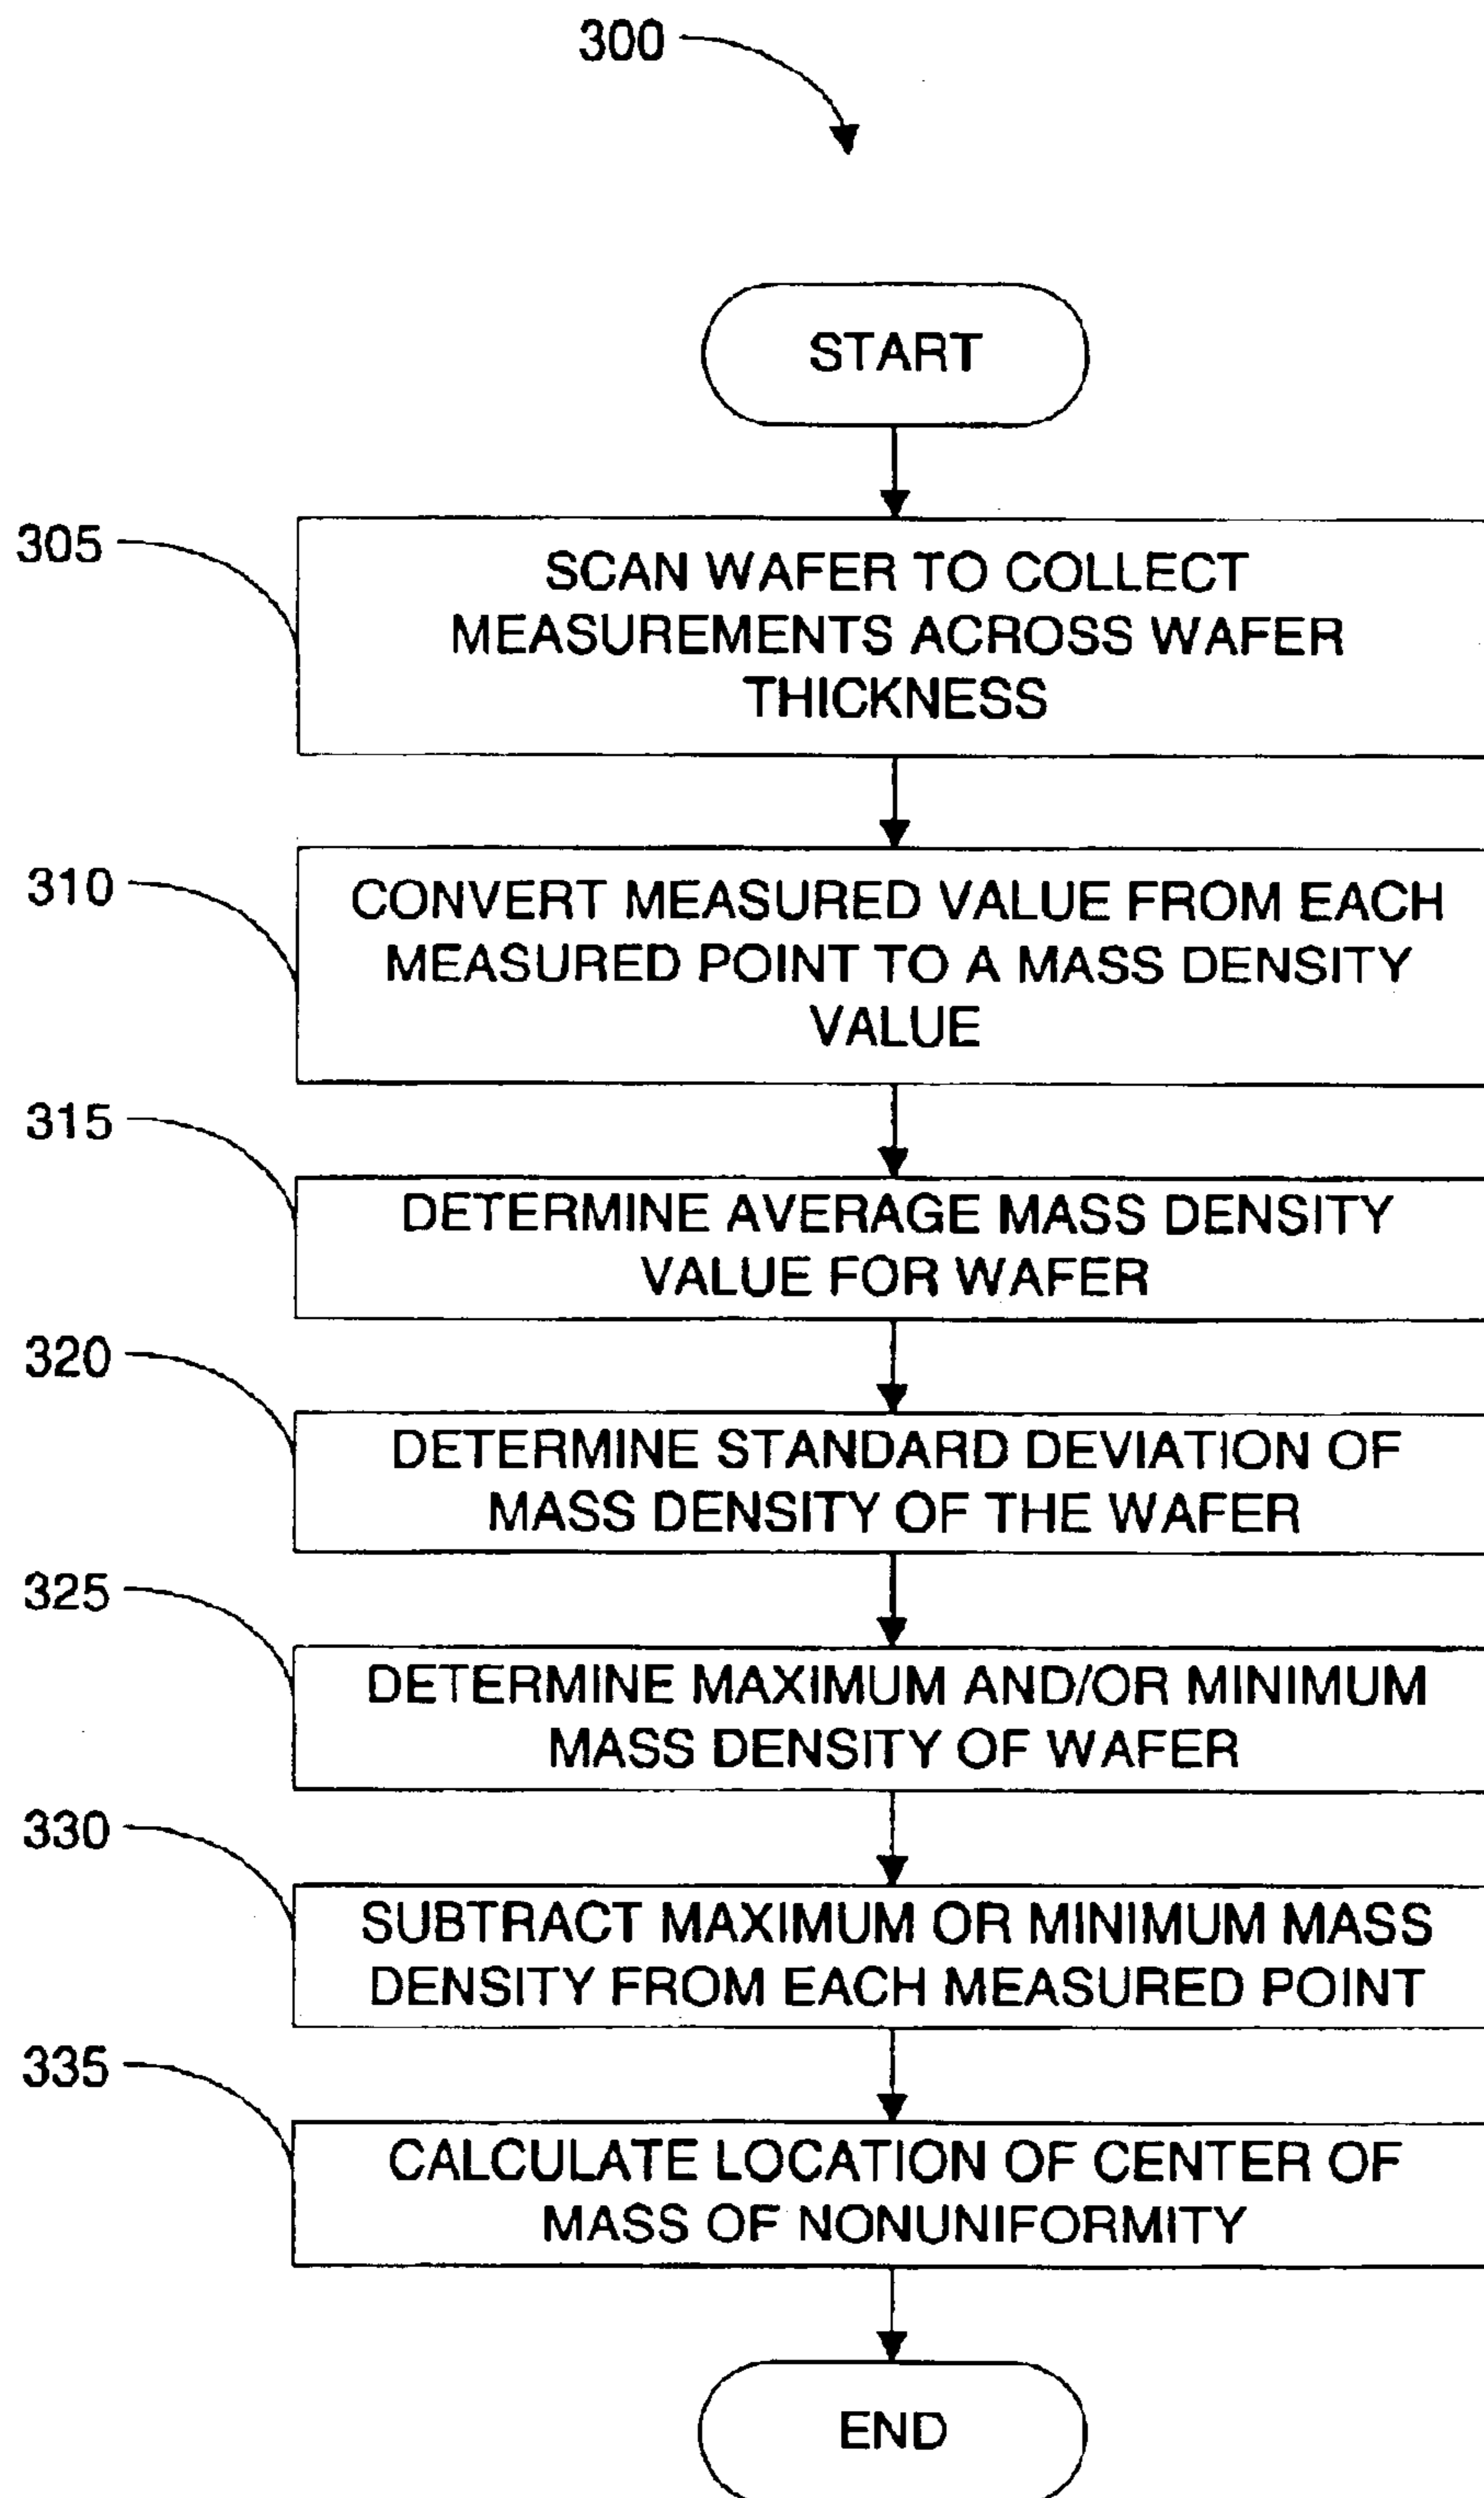 300
START
305
SCAN WAFER TO COLLECT
MEASUREMENTS ACROSS WAFER
THICKNESS
310
CONVERT MEASURED VALUE FROM EACH
MEASURED POINT TO A MASS DENSITY
VALUE
315
DETERMINE AVERAGE MASS DENSITY
VALUE FOR WAFER
320
DETERMINE STANDARD DEVIATION OF
MASS DENSITY OF THE WAFER
325
DETERMINE MAXIMUM AND/OR MINIMUM
MASS DENSITY OF WAFER
330
SUBTRACT MAXIMUM OR MINIMUM MASS
DENSITY FROM EACH MEASURED POINT
335
CALCULATE LOCATION OF CENTER OF
MASS OF NONUNIFORMITY
END